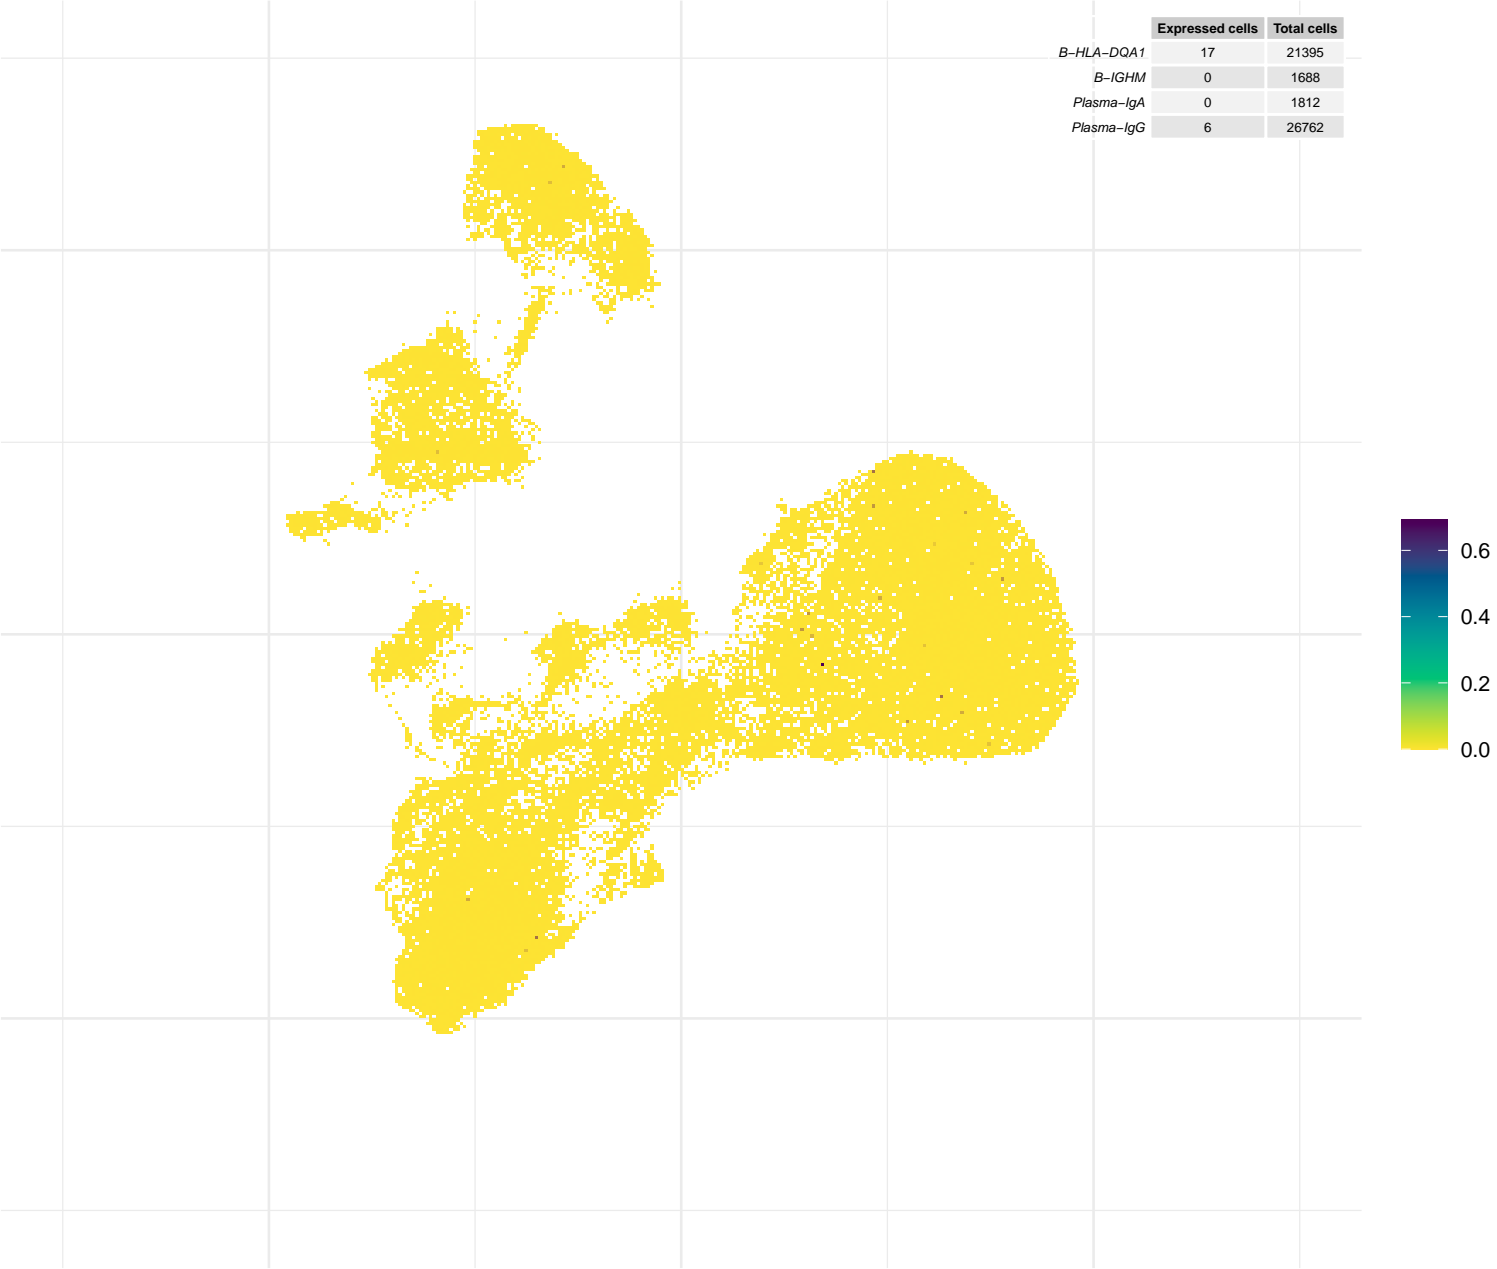 Expressed cells Total cells
B−HLA−DQA1 17 21395
B−IGHM 0 1688
Plasma−IgA 0 1812
Plasma−IgG 6 26762
0.6
0.4
0.2
0.0